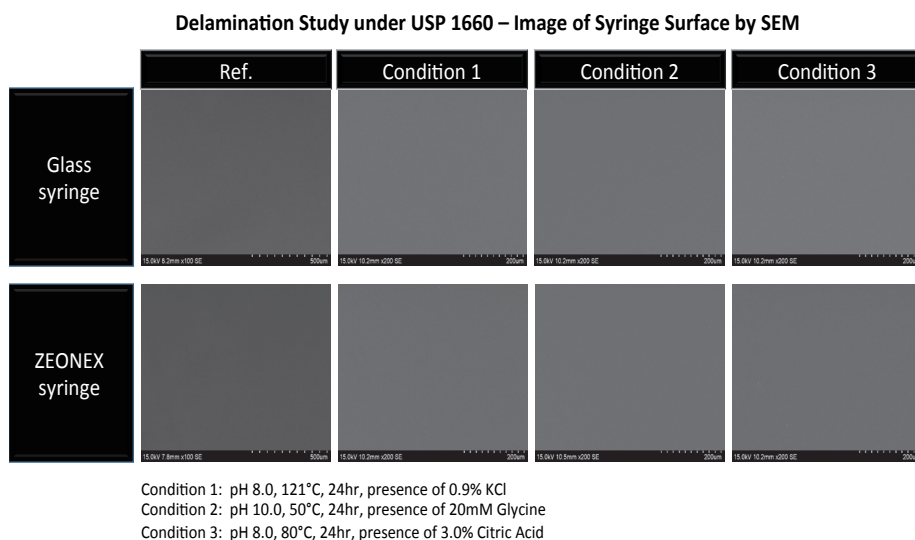 Delamination Study under USP 1660 – Image of Syringe Surface by SEM
Ref. Condition 1 Condition 2 Condition 3
Glass
syringe
15.0kV 8.2mm x100 SE 500um 15.0kV 10.2mm x200 SE 200um 15.0kV 10.2mm x200 SE 200um 15.0kV 10.2mm x200 SE 200
ZEONEX
syringe
15.0kV 7.8mm x100 SE 500um 15.0kV 10.2mm x200 SE 200um 15.0kV 10.5mm x200 SE 200um 15.0kV 10.2mm x200 SE 200
Condition 1: pH 8.0, 121°C, 24hr, presence of 0.9% KCl
Condition 2: pH 10.0, 50°C, 24hr, presence of 20mM Glycine
Condition 3: pH 8.0, 80°C, 24hr, presence of 3.0% Citric Acid